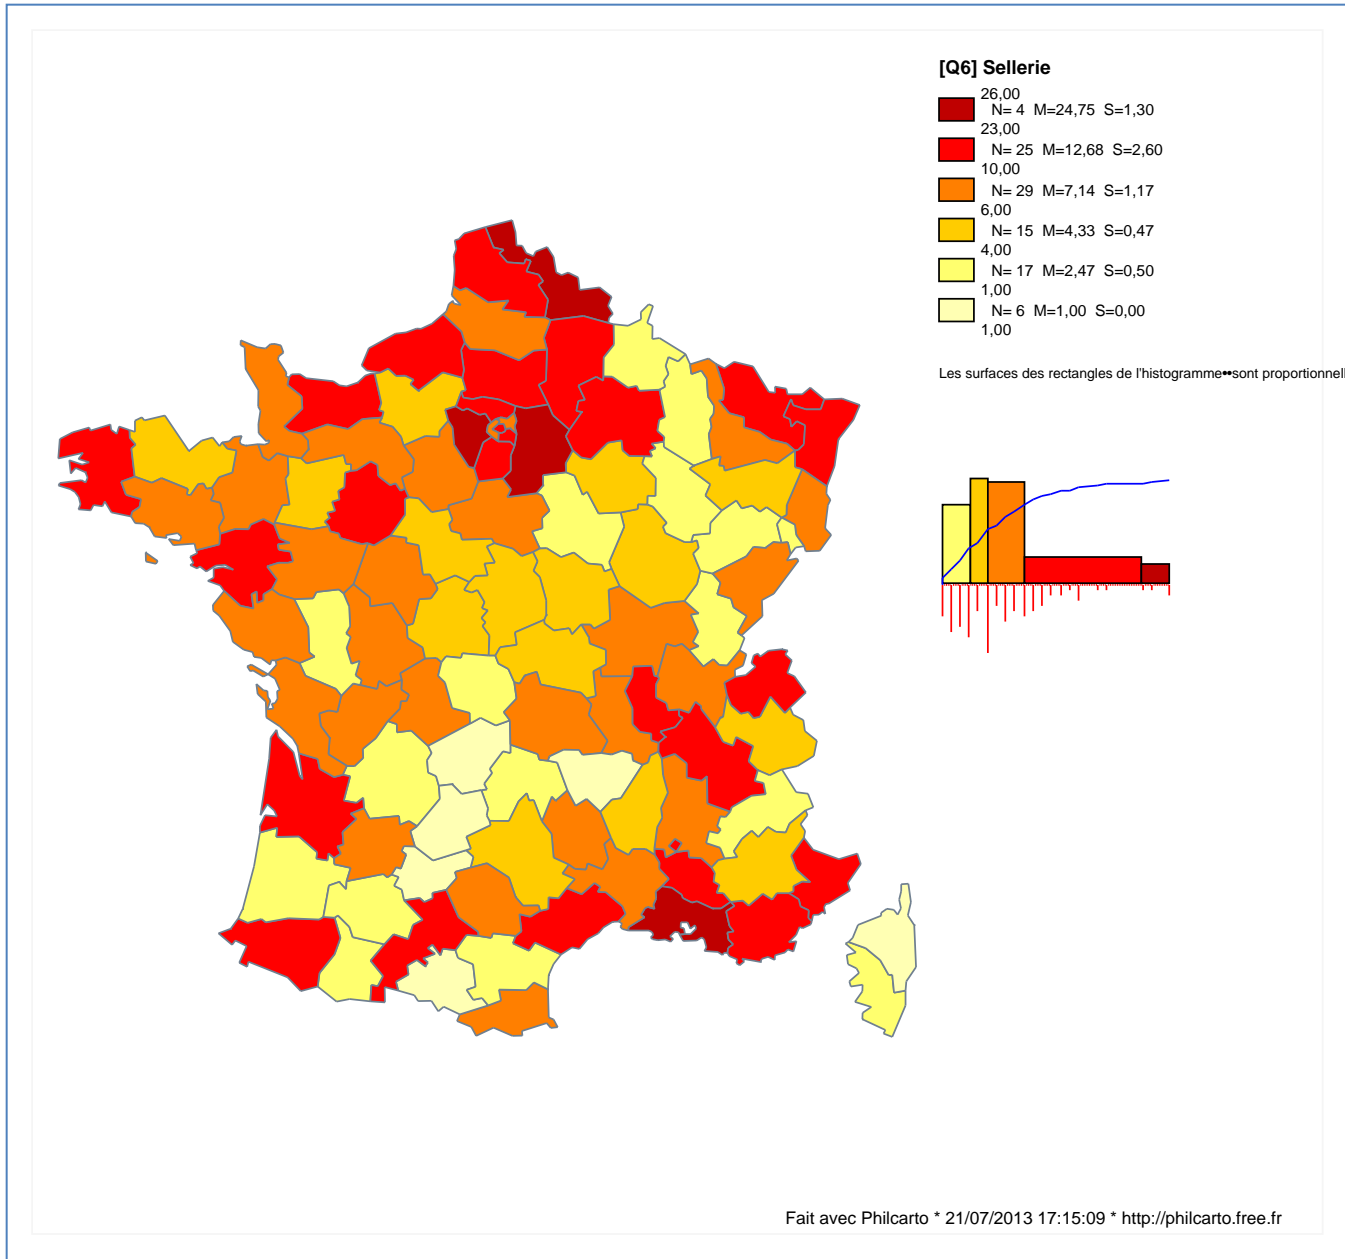 [Q6] Sellerie
26,00
N= 4 M=24,75 S=1,30
23,00
N= 25 M=12,68 S=2,60
10,00
N= 29 M=7,14 S=1,17
6,00
N= 15 M=4,33 S=0,47
4,00
N= 17 M=2,47 S=0,50
1,00
N= 6 M=1,00 S=0,00
1,00
Les surfaces des rectangles de l'histogramme••sont proportionnell
Fait avec Philcarto * 21/07/2013 17:15:09 * http://philcarto.free.fr